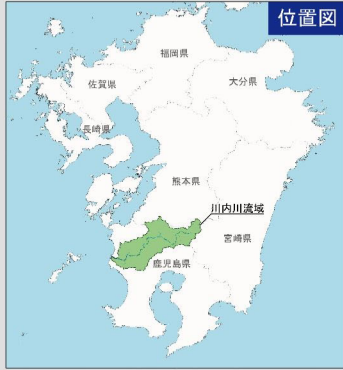 位置図
福岡県
佐賀県
大分県
長崎県
熊本県
川内川流域
宮崎県
鹿児島県